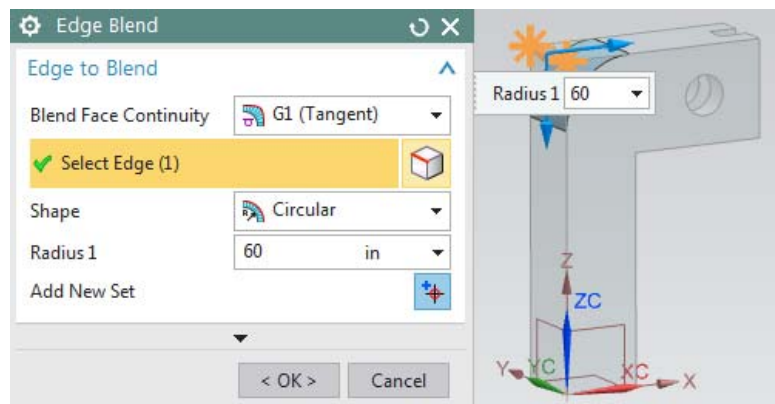 Edge Blend
Edge to Blend
Blend Face Continuity G1 (Tangent)
Select Edge (1)
Shape Circular
Radius 1 60 in
Add New Set
< OK > Cancel
Radius 1 60
Z
ZC
Y YC XC X